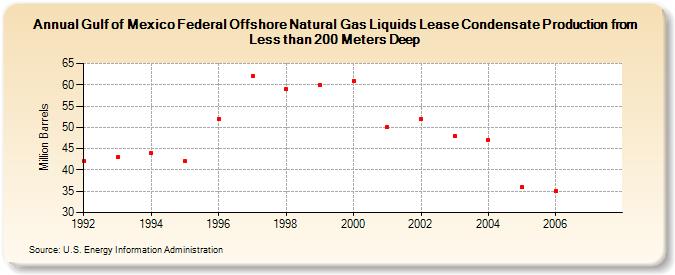 Annual Gulf of Mexico Federal Offshore Natural Gas Liquids Lease Condensate Production from
Less than 200 Meters Deep
Million Barrels
65
60
55
50
45
40
35
30
1992 1994 1996 1998 2000 2002 2004 2006
Source: U.S. Energy Information Administration